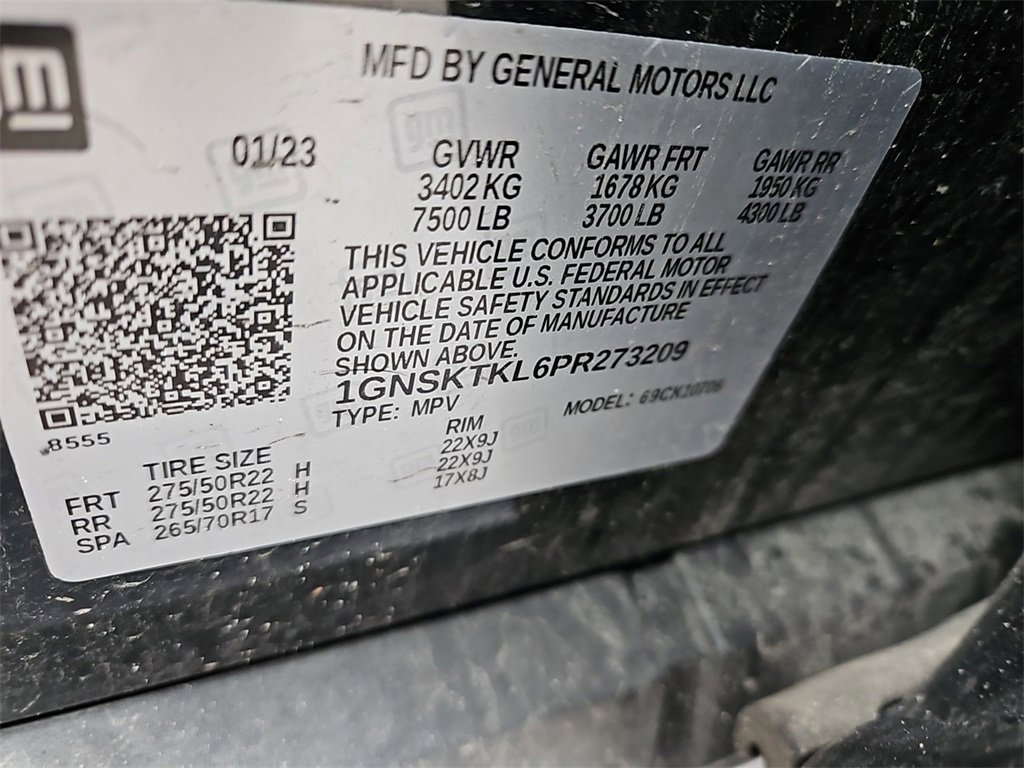 gm
MFD BY GENERAL MOTORS LLC
01/23 GVWR GAWR FRT GAWR RR
3402 KG 1678 KG 1950 KG
7500 LB 3700 LB 4300 LB
THIS VEHICLE CONFORMS TO ALL
APPLICABLE U.S. FEDERAL MOTOR
VEHICLE SAFETY STANDARDS IN EFFECT
ON THE DATE OF MANUFACTURE
SHOWN ABOVE.
1GNSKTKL6PR273209
TYPE: MPV MODEL: 69CK10706
8555
TIRE SIZE RIM
FRT 275/50R22 H 22X9J
RR 275/50R22 H 22X9J
SPA 265/70R17 S 17X8J